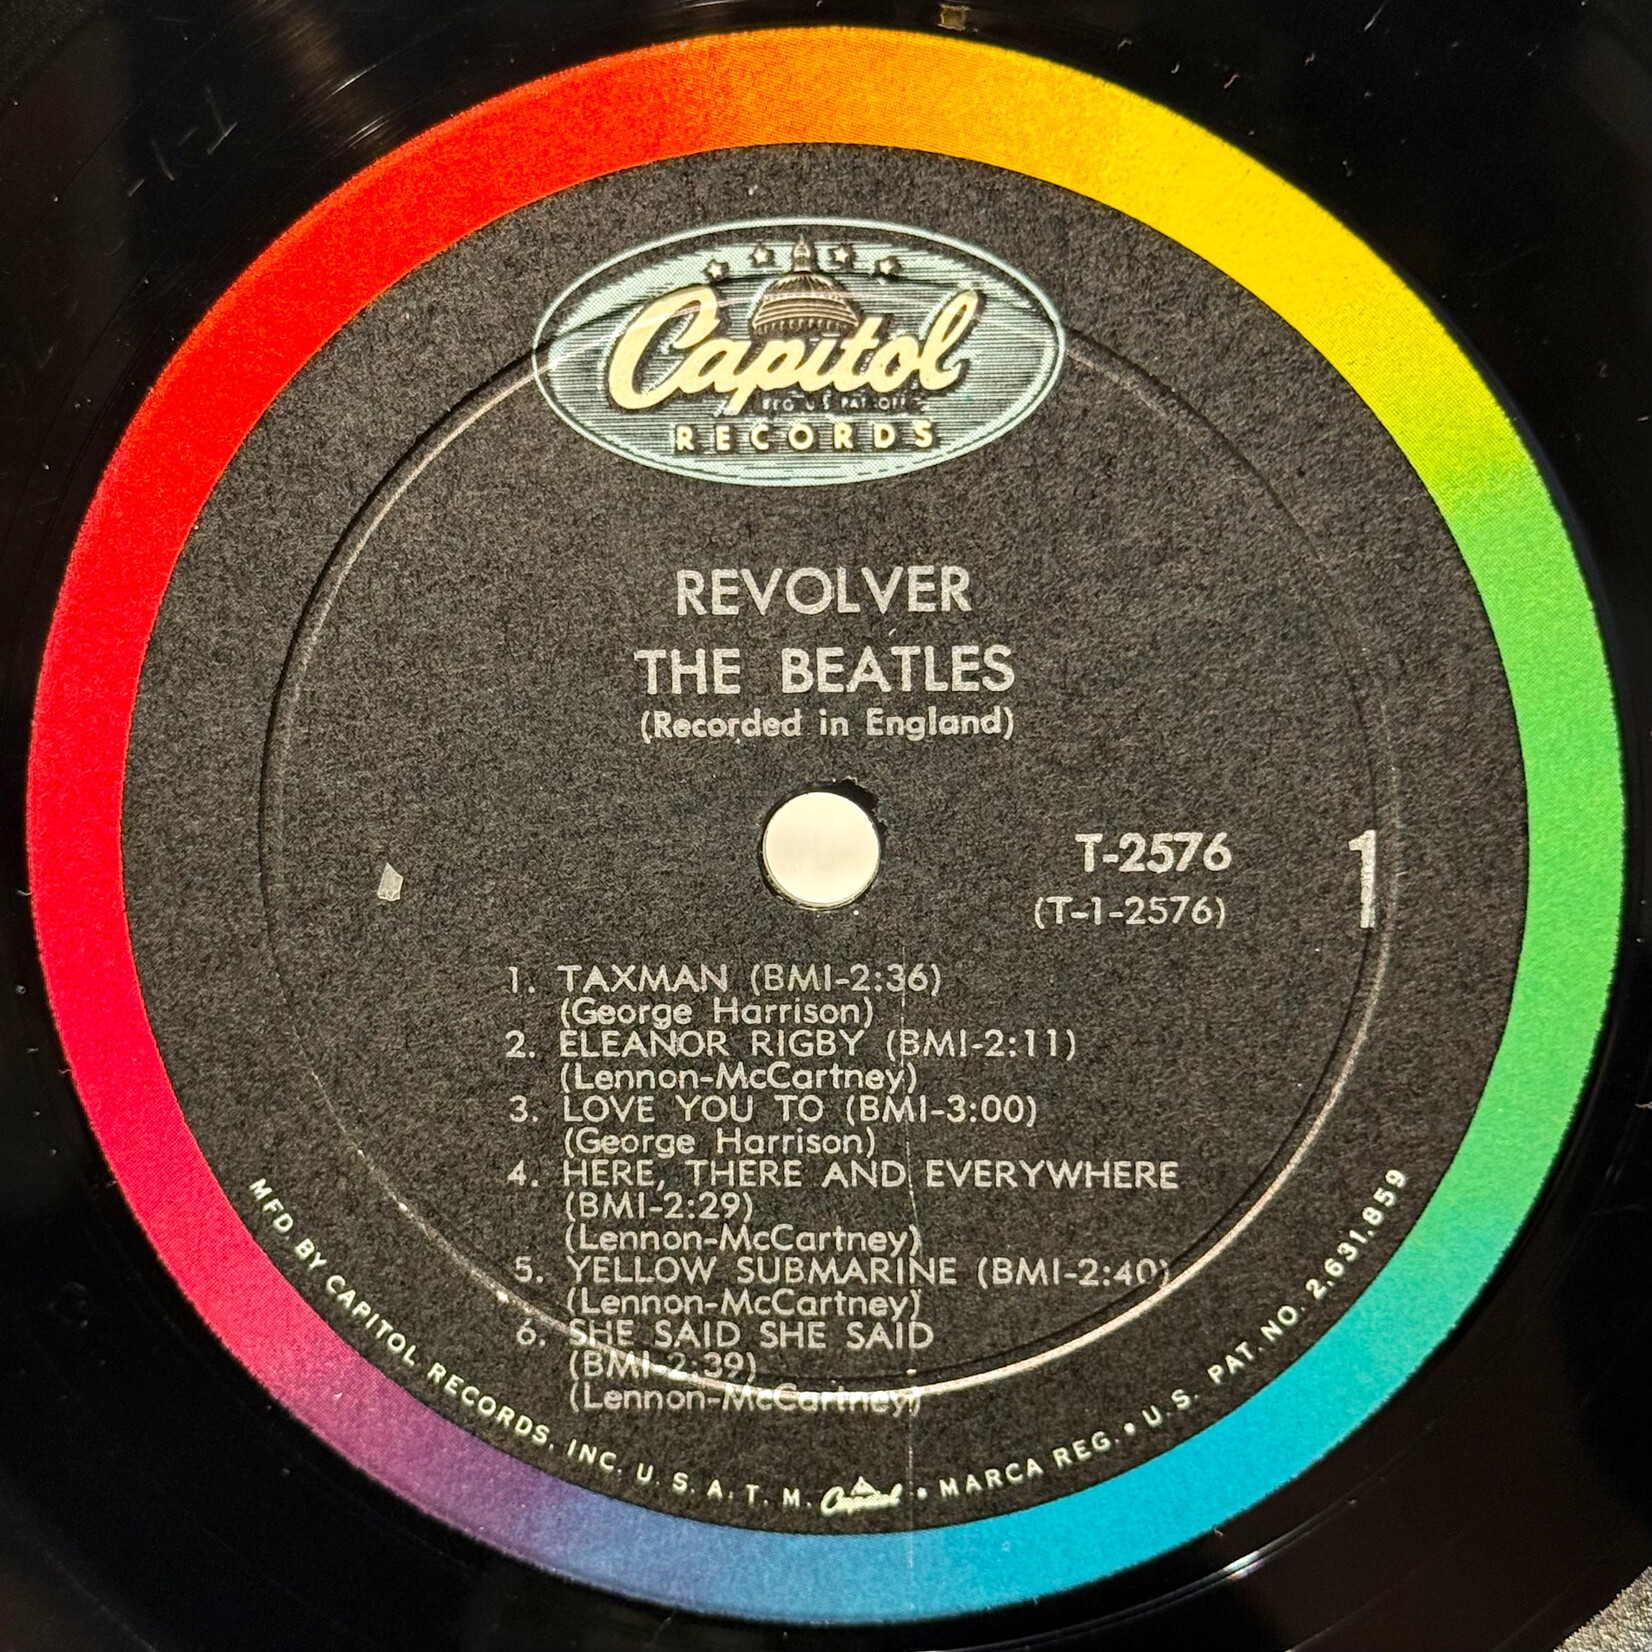 Capitol
REG. U.S. PAT. OFF.
RECORDS
REVOLVER
THE BEATLES
(Recorded in England)
T-2576
(T-1-2576)
1
1. TAXMAN (BMI-2:36)
(George Harrison)
2. ELEANOR RIGBY (BMI-2:11)
(Lennon-McCartney)
3. LOVE YOU TO (BMI-3:00)
(George Harrison)
4. HERE, THERE AND EVERYWHERE
(BMI-2:29)
(Lennon-McCartney)
5. YELLOW SUBMARINE (BMI-2:40)
(Lennon-McCartney)
6. SHE SAID SHE SAID
(BMI-2:39)
(Lennon-McCartney)
MFD. BY CAPITOL RECORDS, INC. U. S. A. T. M. Capitol • MARCA REG. • U.S. PAT. NO. 2,631,859